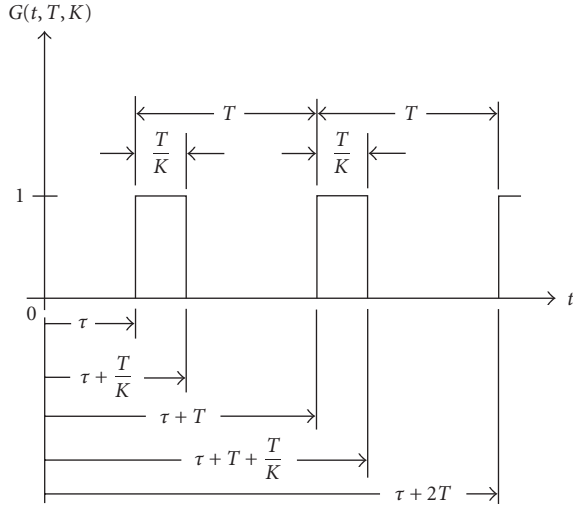 G(t, T, K)
T T
T/K T/K
1
0 t
τ
τ + T/K
τ + T
τ + T + T/K
τ + 2T